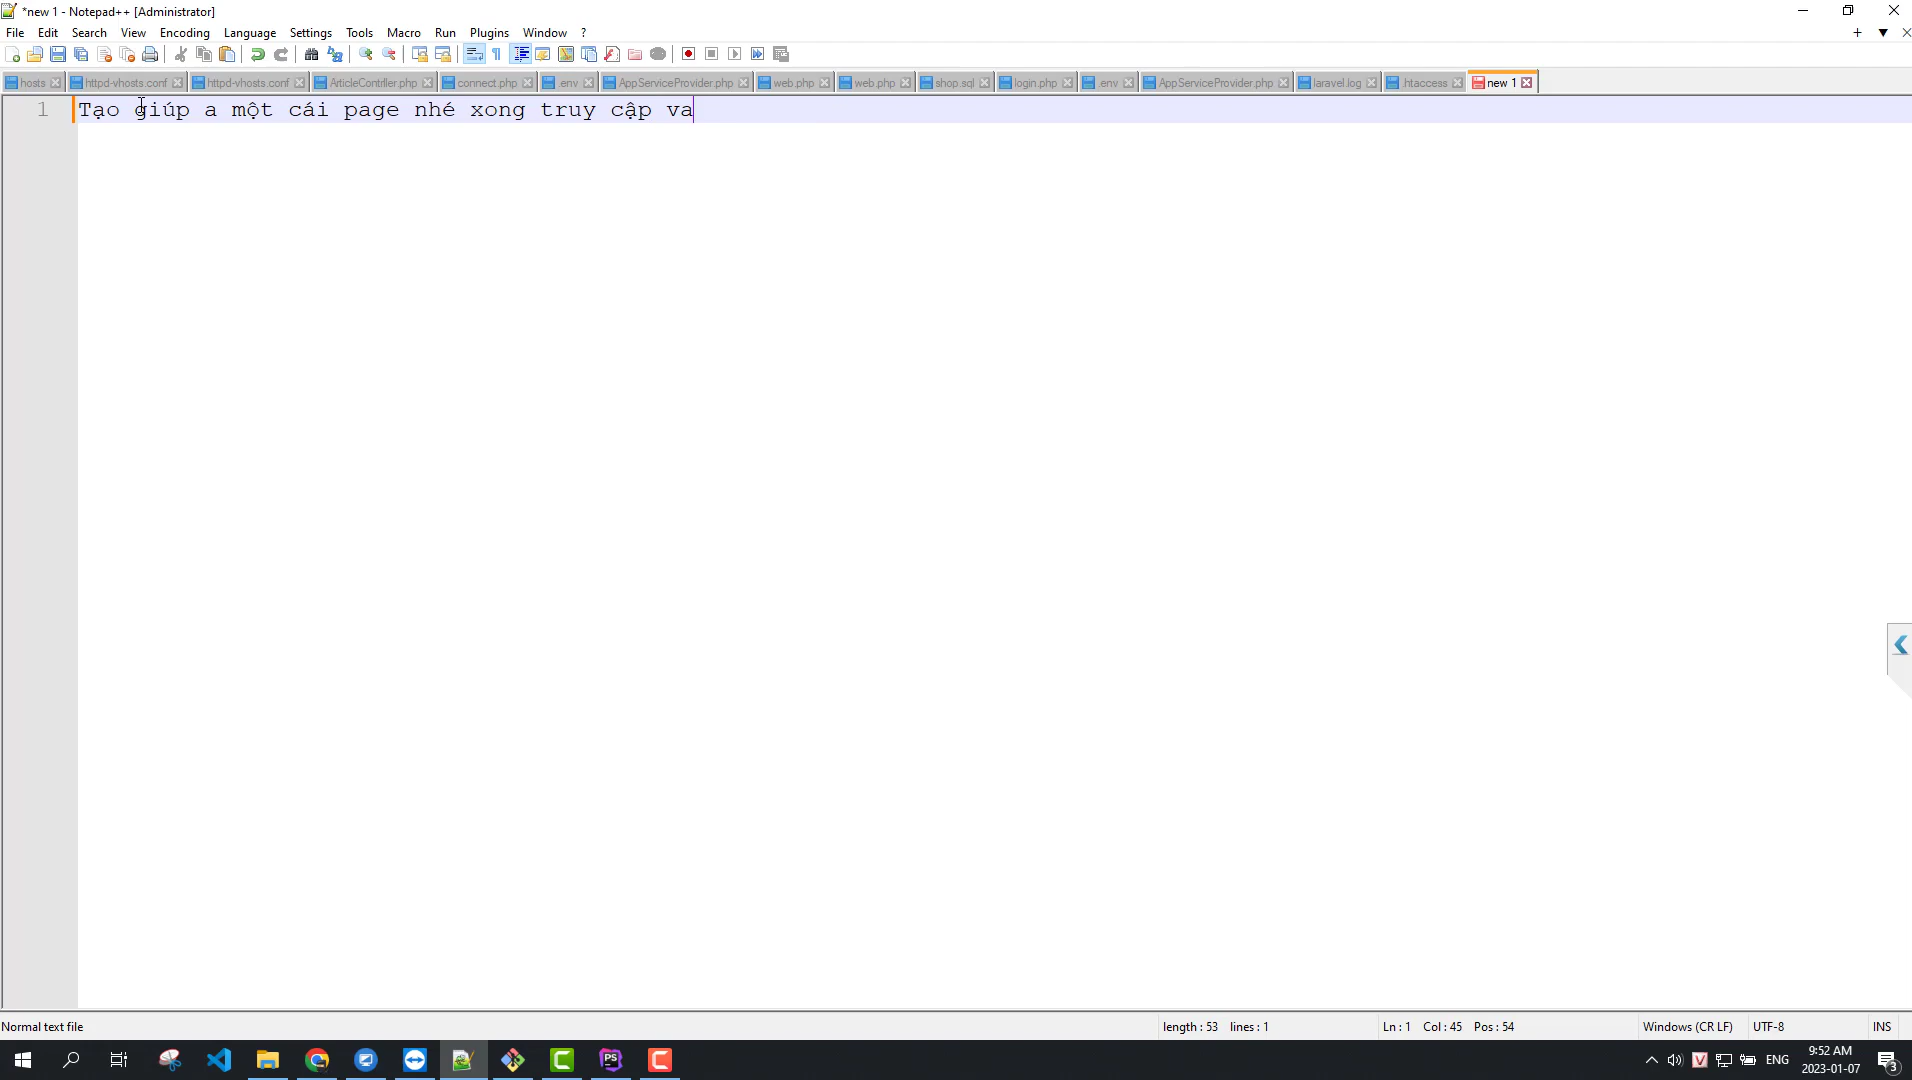 *new 1 - Notepad++ [Administrator]
File Edit Search View Encoding Language Settings Tools Macro Run Plugins Window ?
hosts httpd-vhosts.conf httpd-vhosts.conf ArticleContrller.php connect.php .env AppServiceProvider.php web.php web.php shop.sql login.php .env AppServiceProvider.php laravel.log .htaccess new 1
1 Tạo giúp a một cái page nhé xong truy cập va
Normal text file length : 53 lines : 1 Ln : 1 Col : 45 Pos : 54 Windows (CR LF) UTF-8 INS
ENG 9:52 AM
2023-01-07
3